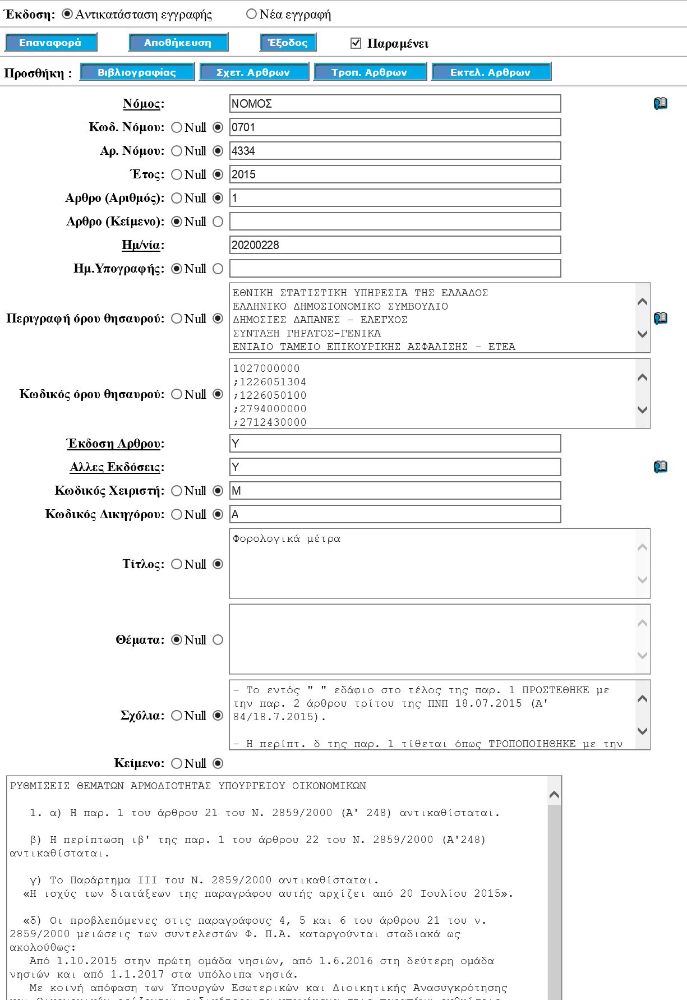 Έκδοση: Αντικατάσταση εγγραφής Νέα εγγραφή
Επαναφορά Αποθήκευση Έξοδος Παραμένει
Προσθήκη : Βιβλιογραφίας Σχετ. Αρθρων Τροπ. Αρθρων Εκτελ. Αρθρων
Νόμος: ΝΟΜΟΣ
Κωδ. Νόμου: Null 0701
Αρ. Νόμου: Null 4334
Έτος: Null 2015
Αρθρο (Αριθμός): Null 1
Αρθρο (Κείμενο): Null
Ημ/νία: 20200228
Ημ.Υπογραφής: Null
Περιγραφή όρου θησαυρού: Null
ΕΘΝΙΚΗ ΣΤΑΤΙΣΤΙΚΗ ΥΠΗΡΕΣΙΑ ΤΗΣ ΕΛΛΑΔΟΣ
ΕΛΛΗΝΙΚΟ ΔΗΜΟΣΙΟΝΟΜΙΚΟ ΣΥΜΒΟΥΛΙΟ
ΔΗΜΟΣΙΕΣ ΔΑΠΑΝΕΣ - ΕΛΕΓΧΟΣ
ΣΥΝΤΑΞΗ ΓΗΡΑΤΟΣ-ΓΕΝΙΚΑ
ΕΝΙΑΙΟ ΤΑΜΕΙΟ ΕΠΙΚΟΥΡΙΚΗΣ ΑΣΦΑΛΙΣΗΣ - ΕΤΕΑ
Κωδικός όρου θησαυρού: Null
1027000000
;1226051304
;1226050100
;2794000000
;2712430000
Έκδοση Αρθρου: Υ
Αλλες Εκδόσεις: Υ
Κωδικός Χειριστή: Null Μ
Κωδικός Δικηγόρου: Null Α
Τίτλος: Null Φορολογικά μέτρα
Θέματα: Null
Σχόλια: Null
- Το εντός " " εδάφιο στο τέλος της παρ. 1 ΠΡΟΣΤΕΘΗΚΕ με
την παρ. 2 άρθρου τρίτου της ΠΝΠ 18.07.2015 (Α'
84/18.7.2015).
- Η περίπτ. δ της παρ. 1 τίθεται όπως ΤΡΟΠΟΠΟΙΗΘΗΚΕ με την
Κείμενο: Null
ΡΥΘΜΙΣΕΙΣ ΘΕΜΑΤΩΝ ΑΡΜΟΔΙΟΤΗΤΑΣ ΥΠΟΥΡΓΕΙΟΥ ΟΙΚΟΝΟΜΙΚΩΝ
1. α) Η παρ. 1 του άρθρου 21 του Ν. 2859/2000 (Α' 248) αντικαθίσταται.
β) Η περίπτωση ιβ' της παρ. 1 του άρθρου 22 του Ν. 2859/2000 (Α'248)
αντικαθίσταται.
γ) Το Παράρτημα ΙΙΙ του Ν. 2859/2000 αντικαθίσταται.
«Η ισχύς των διατάξεων της παραγράφου αυτής αρχίζει από 20 Ιουλίου 2015».
«δ) Οι προβλεπόμενες στις παραγράφους 4, 5 και 6 του άρθρου 21 του ν.
2859/2000 μειώσεις των συντελεστών Φ. Π.Α. καταργούνται σταδιακά ως
ακολούθως:
Από 1.10.2015 στην πρώτη ομάδα νησιών, από 1.6.2016 στη δεύτερη ομάδα
νησιών και από 1.1.2017 στα υπόλοιπα νησιά.
Με κοινή απόφαση των Υπουργών Εσωτερικών και Διοικητικής Ανασυγκρότησης